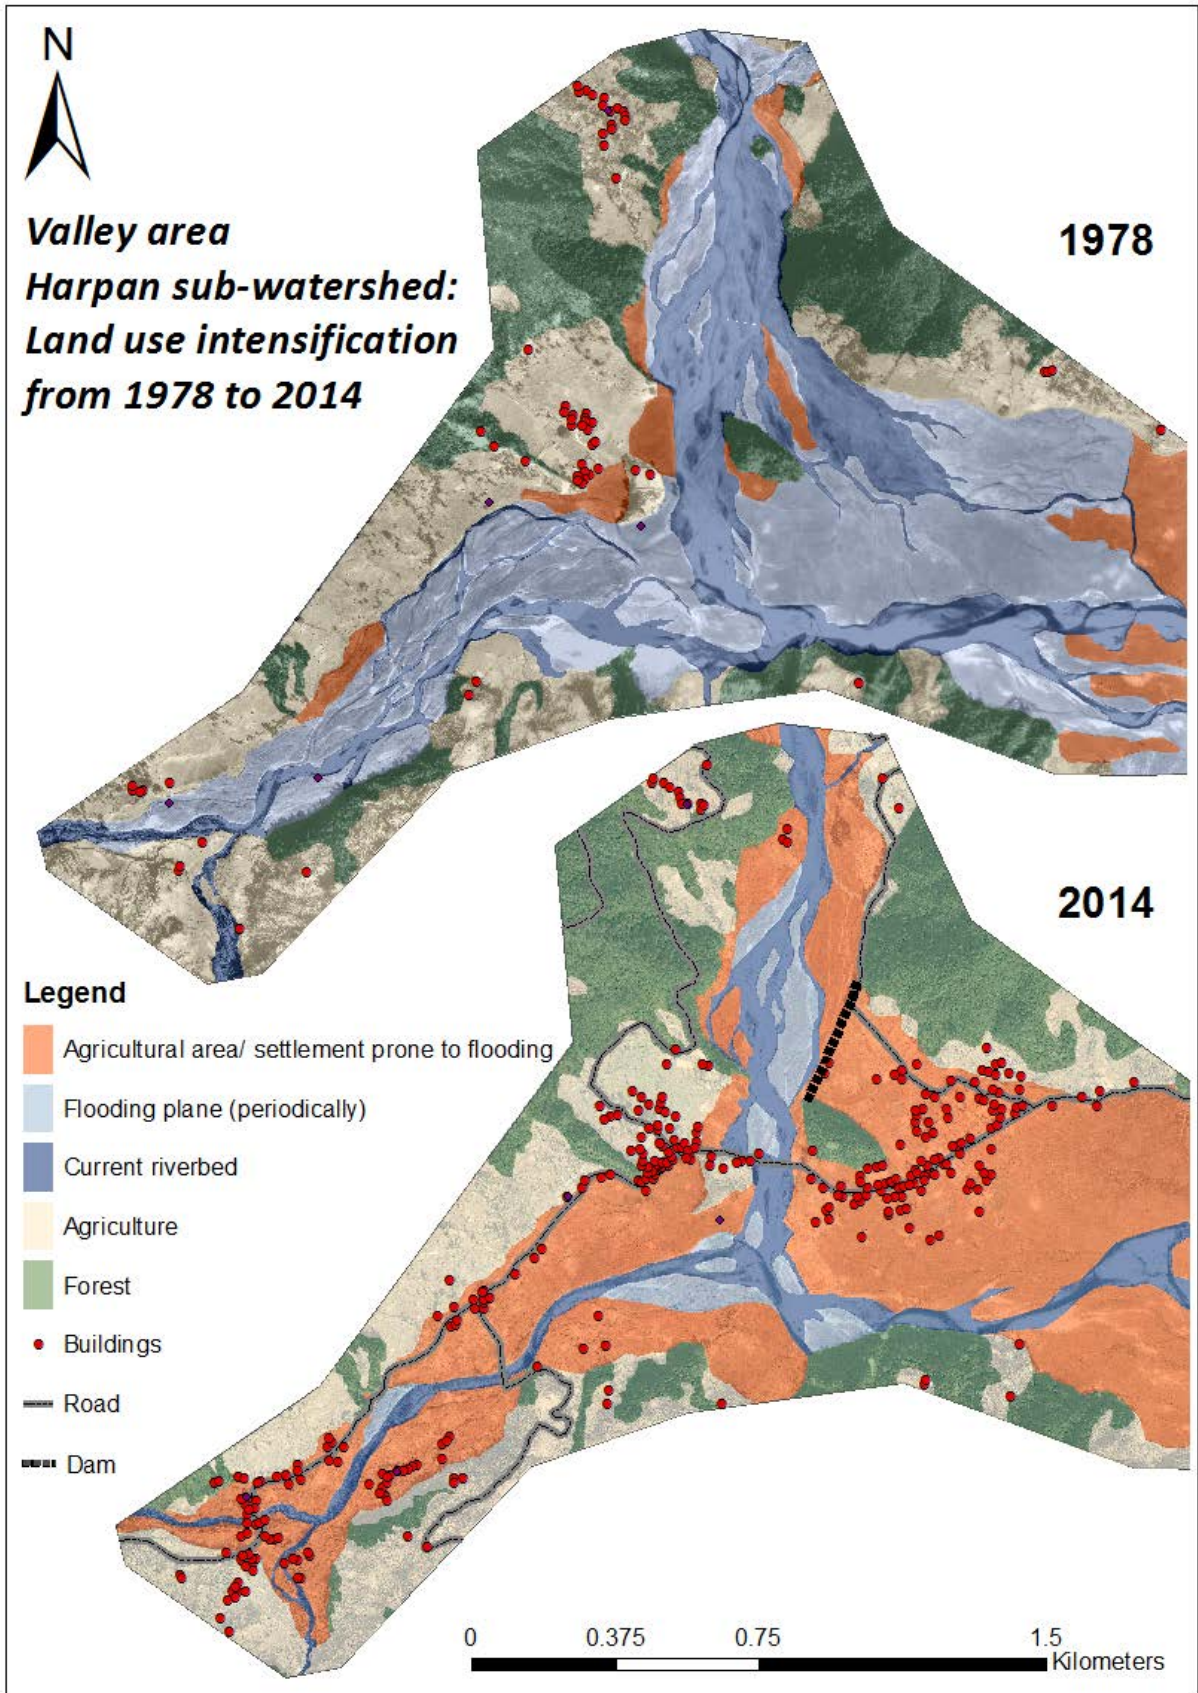 N
Valley area
Harpan sub-watershed:
Land use intensification
from 1978 to 2014
1978
2014
Legend
Agricultural area/ settlement prone to flooding
Flooding plane (periodically)
Current riverbed
Agriculture
Forest
Buildings
Road
Dam
0 0.375 0.75 1.5
Kilometers